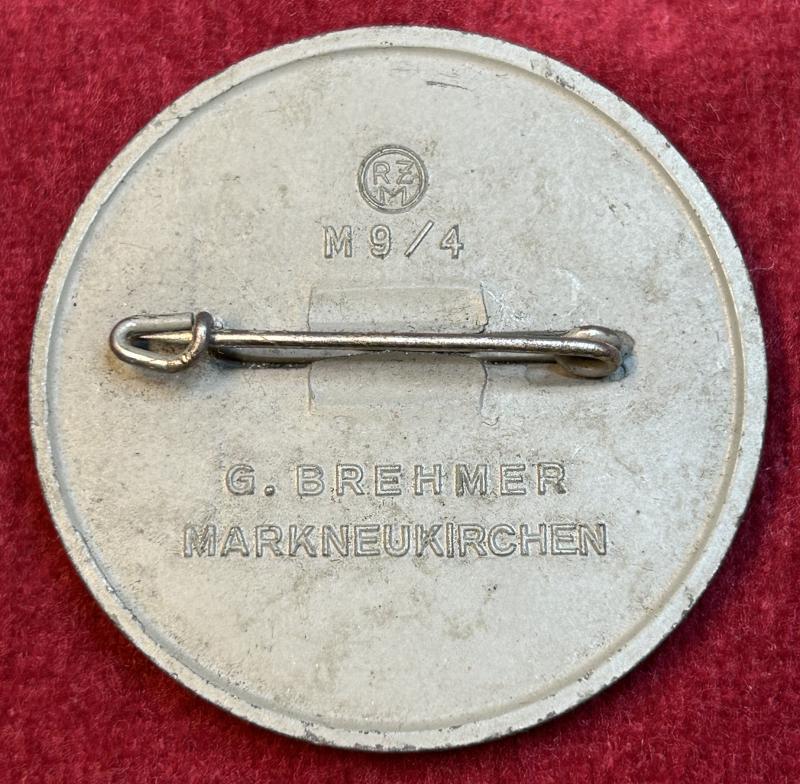 RZM
M 9/4
G. BREHMER
MARKNEUKIRCHEN